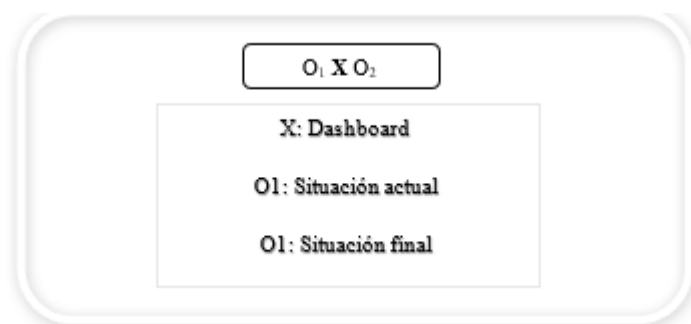 O₁ X O₂
X: Dashboard
O1: Situación actual
O1: Situación final